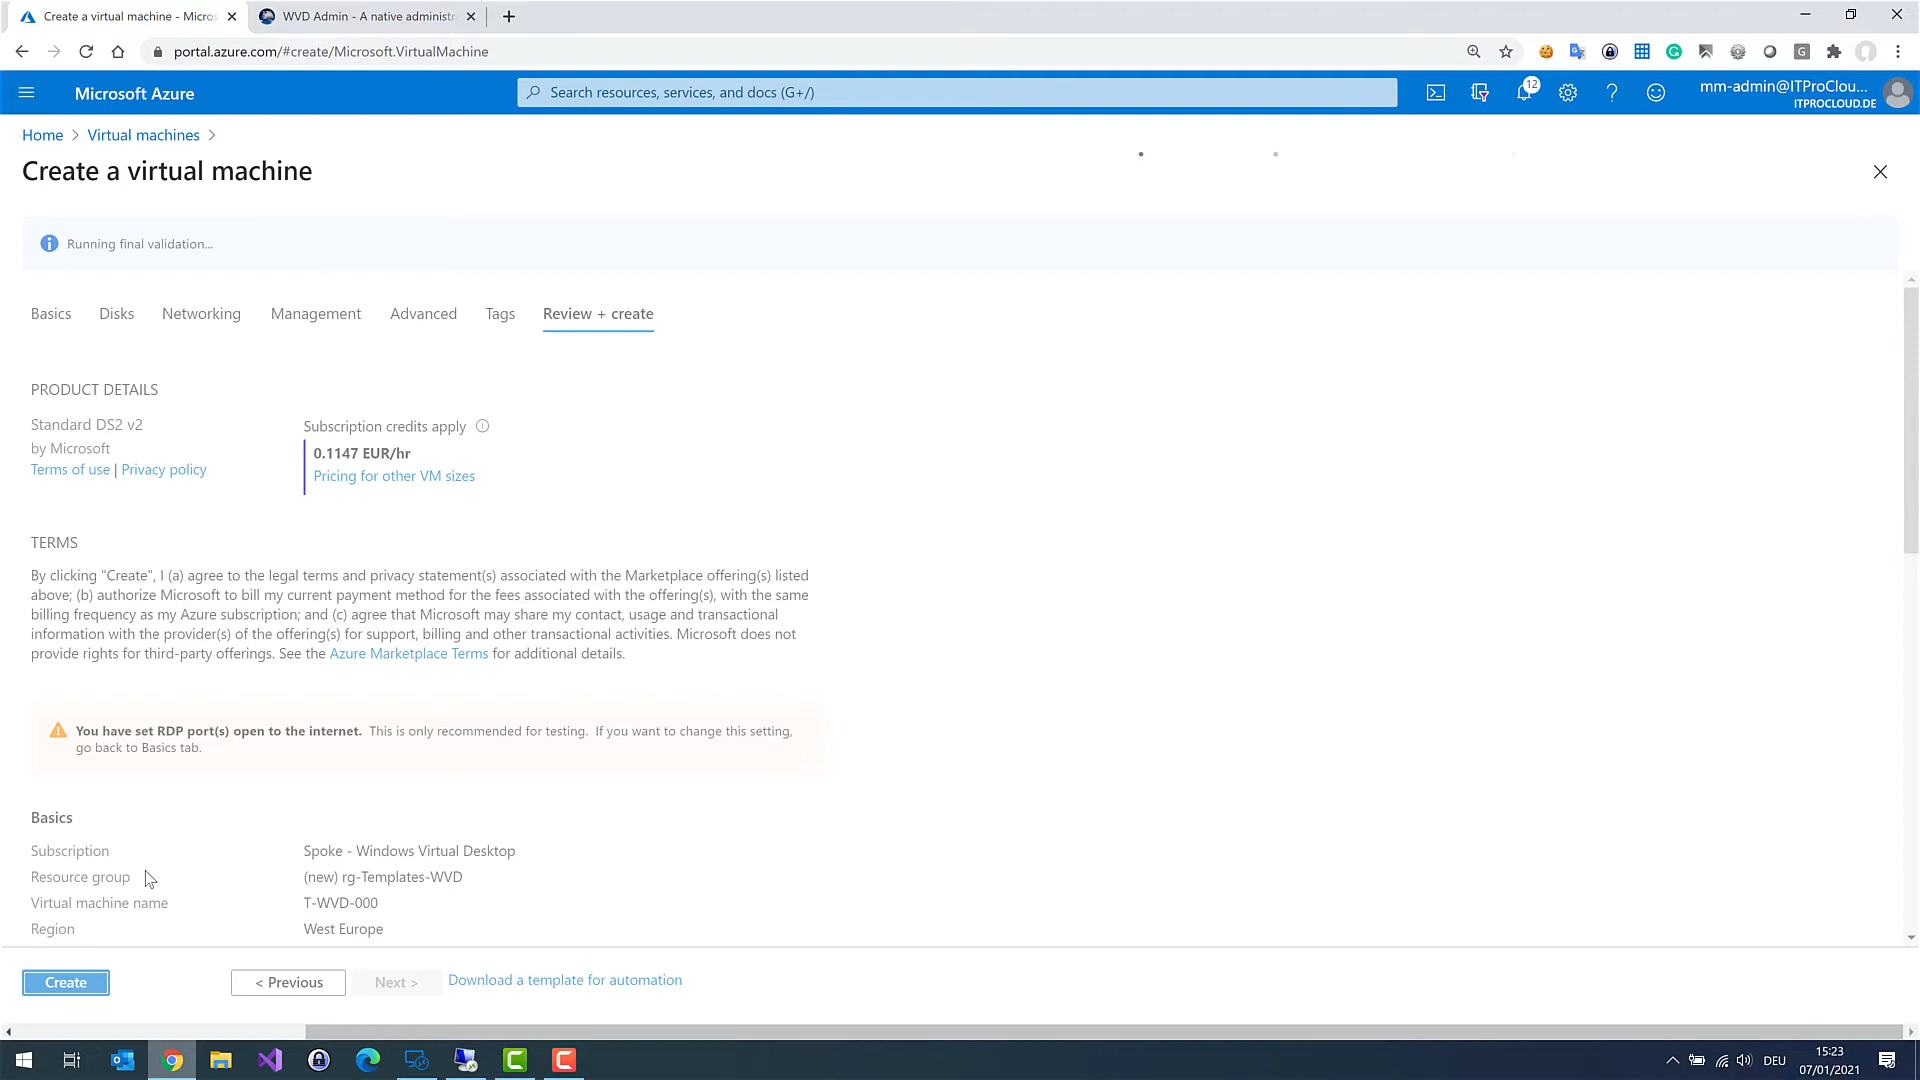 Create a virtual machine - Micros
WVD Admin - A native administr
portal.azure.com/#create/Microsoft.VirtualMachine
Microsoft Azure
Search resources, services, and docs (G+/)
12
mm-admin@ITProClou...
ITPROCLOUD.DE
Home > Virtual machines >
Create a virtual machine
Running final validation...
Basics Disks Networking Management Advanced Tags Review + create
PRODUCT DETAILS
Standard DS2 v2
by Microsoft
Terms of use | Privacy policy
Subscription credits apply
0.1147 EUR/hr
Pricing for other VM sizes
TERMS
By clicking "Create", I (a) agree to the legal terms and privacy statement(s) associated with the Marketplace offering(s) listed
above; (b) authorize Microsoft to bill my current payment method for the fees associated with the offering(s), with the same
billing frequency as my Azure subscription; and (c) agree that Microsoft may share my contact, usage and transactional
information with the provider(s) of the offering(s) for support, billing and other transactional activities. Microsoft does not
provide rights for third-party offerings. See the Azure Marketplace Terms for additional details.
You have set RDP port(s) open to the internet. This is only recommended for testing. If you want to change this setting,
go back to Basics tab.
Basics
Subscription Spoke - Windows Virtual Desktop
Resource group (new) rg-Templates-WVD
Virtual machine name T-WVD-000
Region West Europe
Create < Previous Next > Download a template for automation
DEU
15:23
07/01/2021